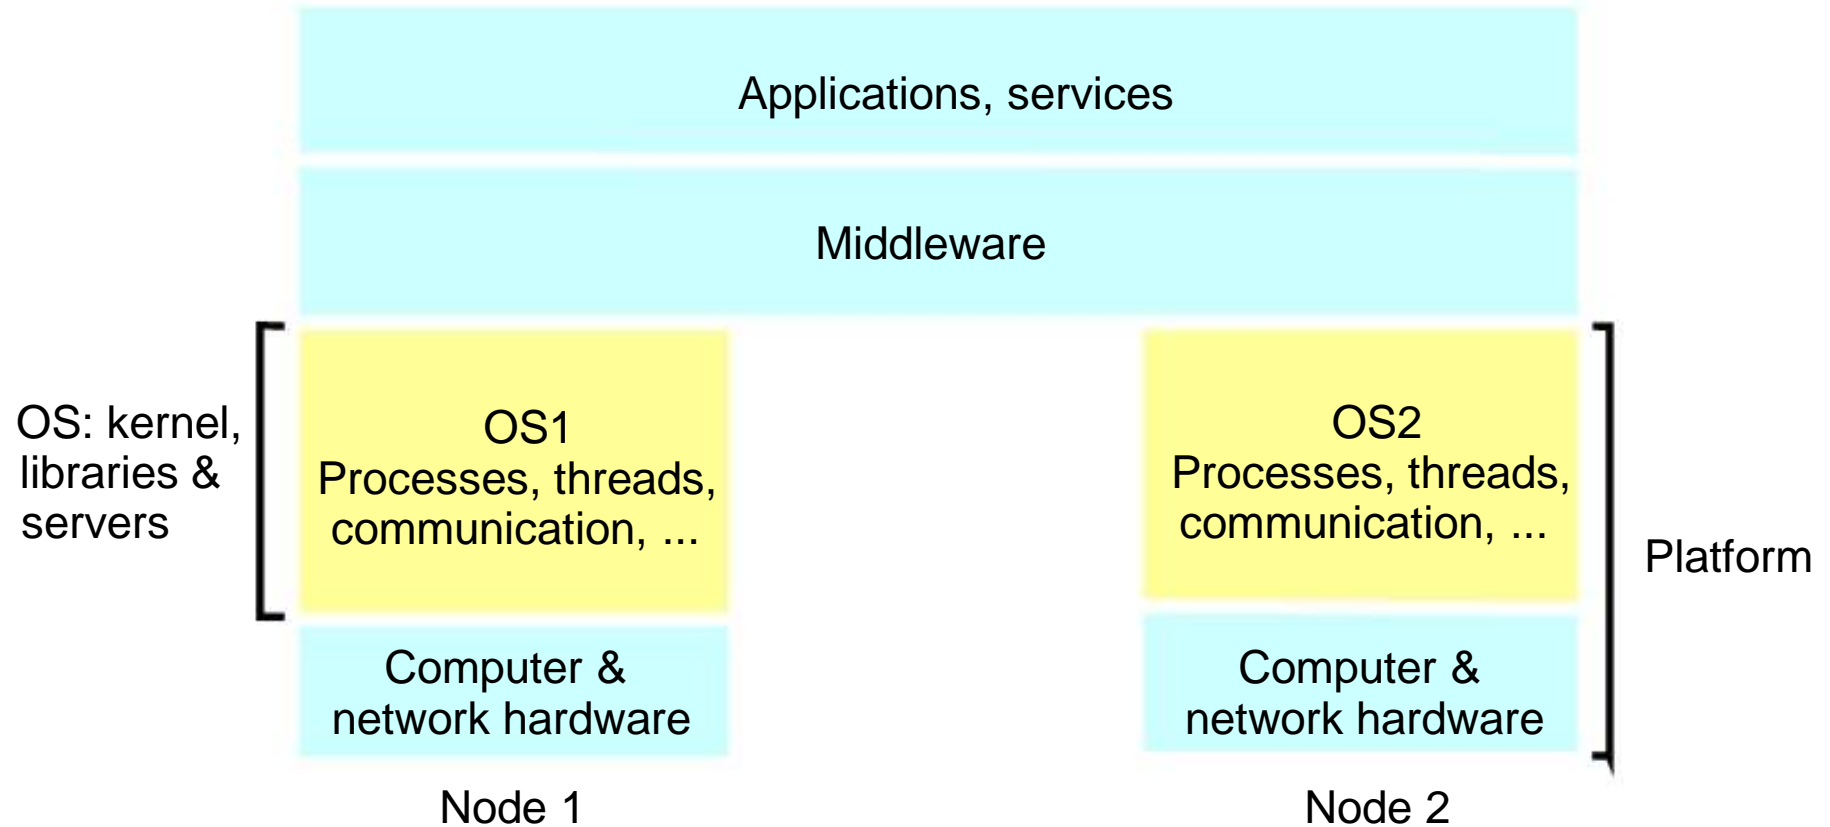 Applications, services
Middleware
OS: kernel,
libraries &
servers
OS1
Processes, threads,
communication, ...
OS2
Processes, threads,
communication, ...
Platform
Computer &
network hardware
Computer &
network hardware
Node 1
Node 2